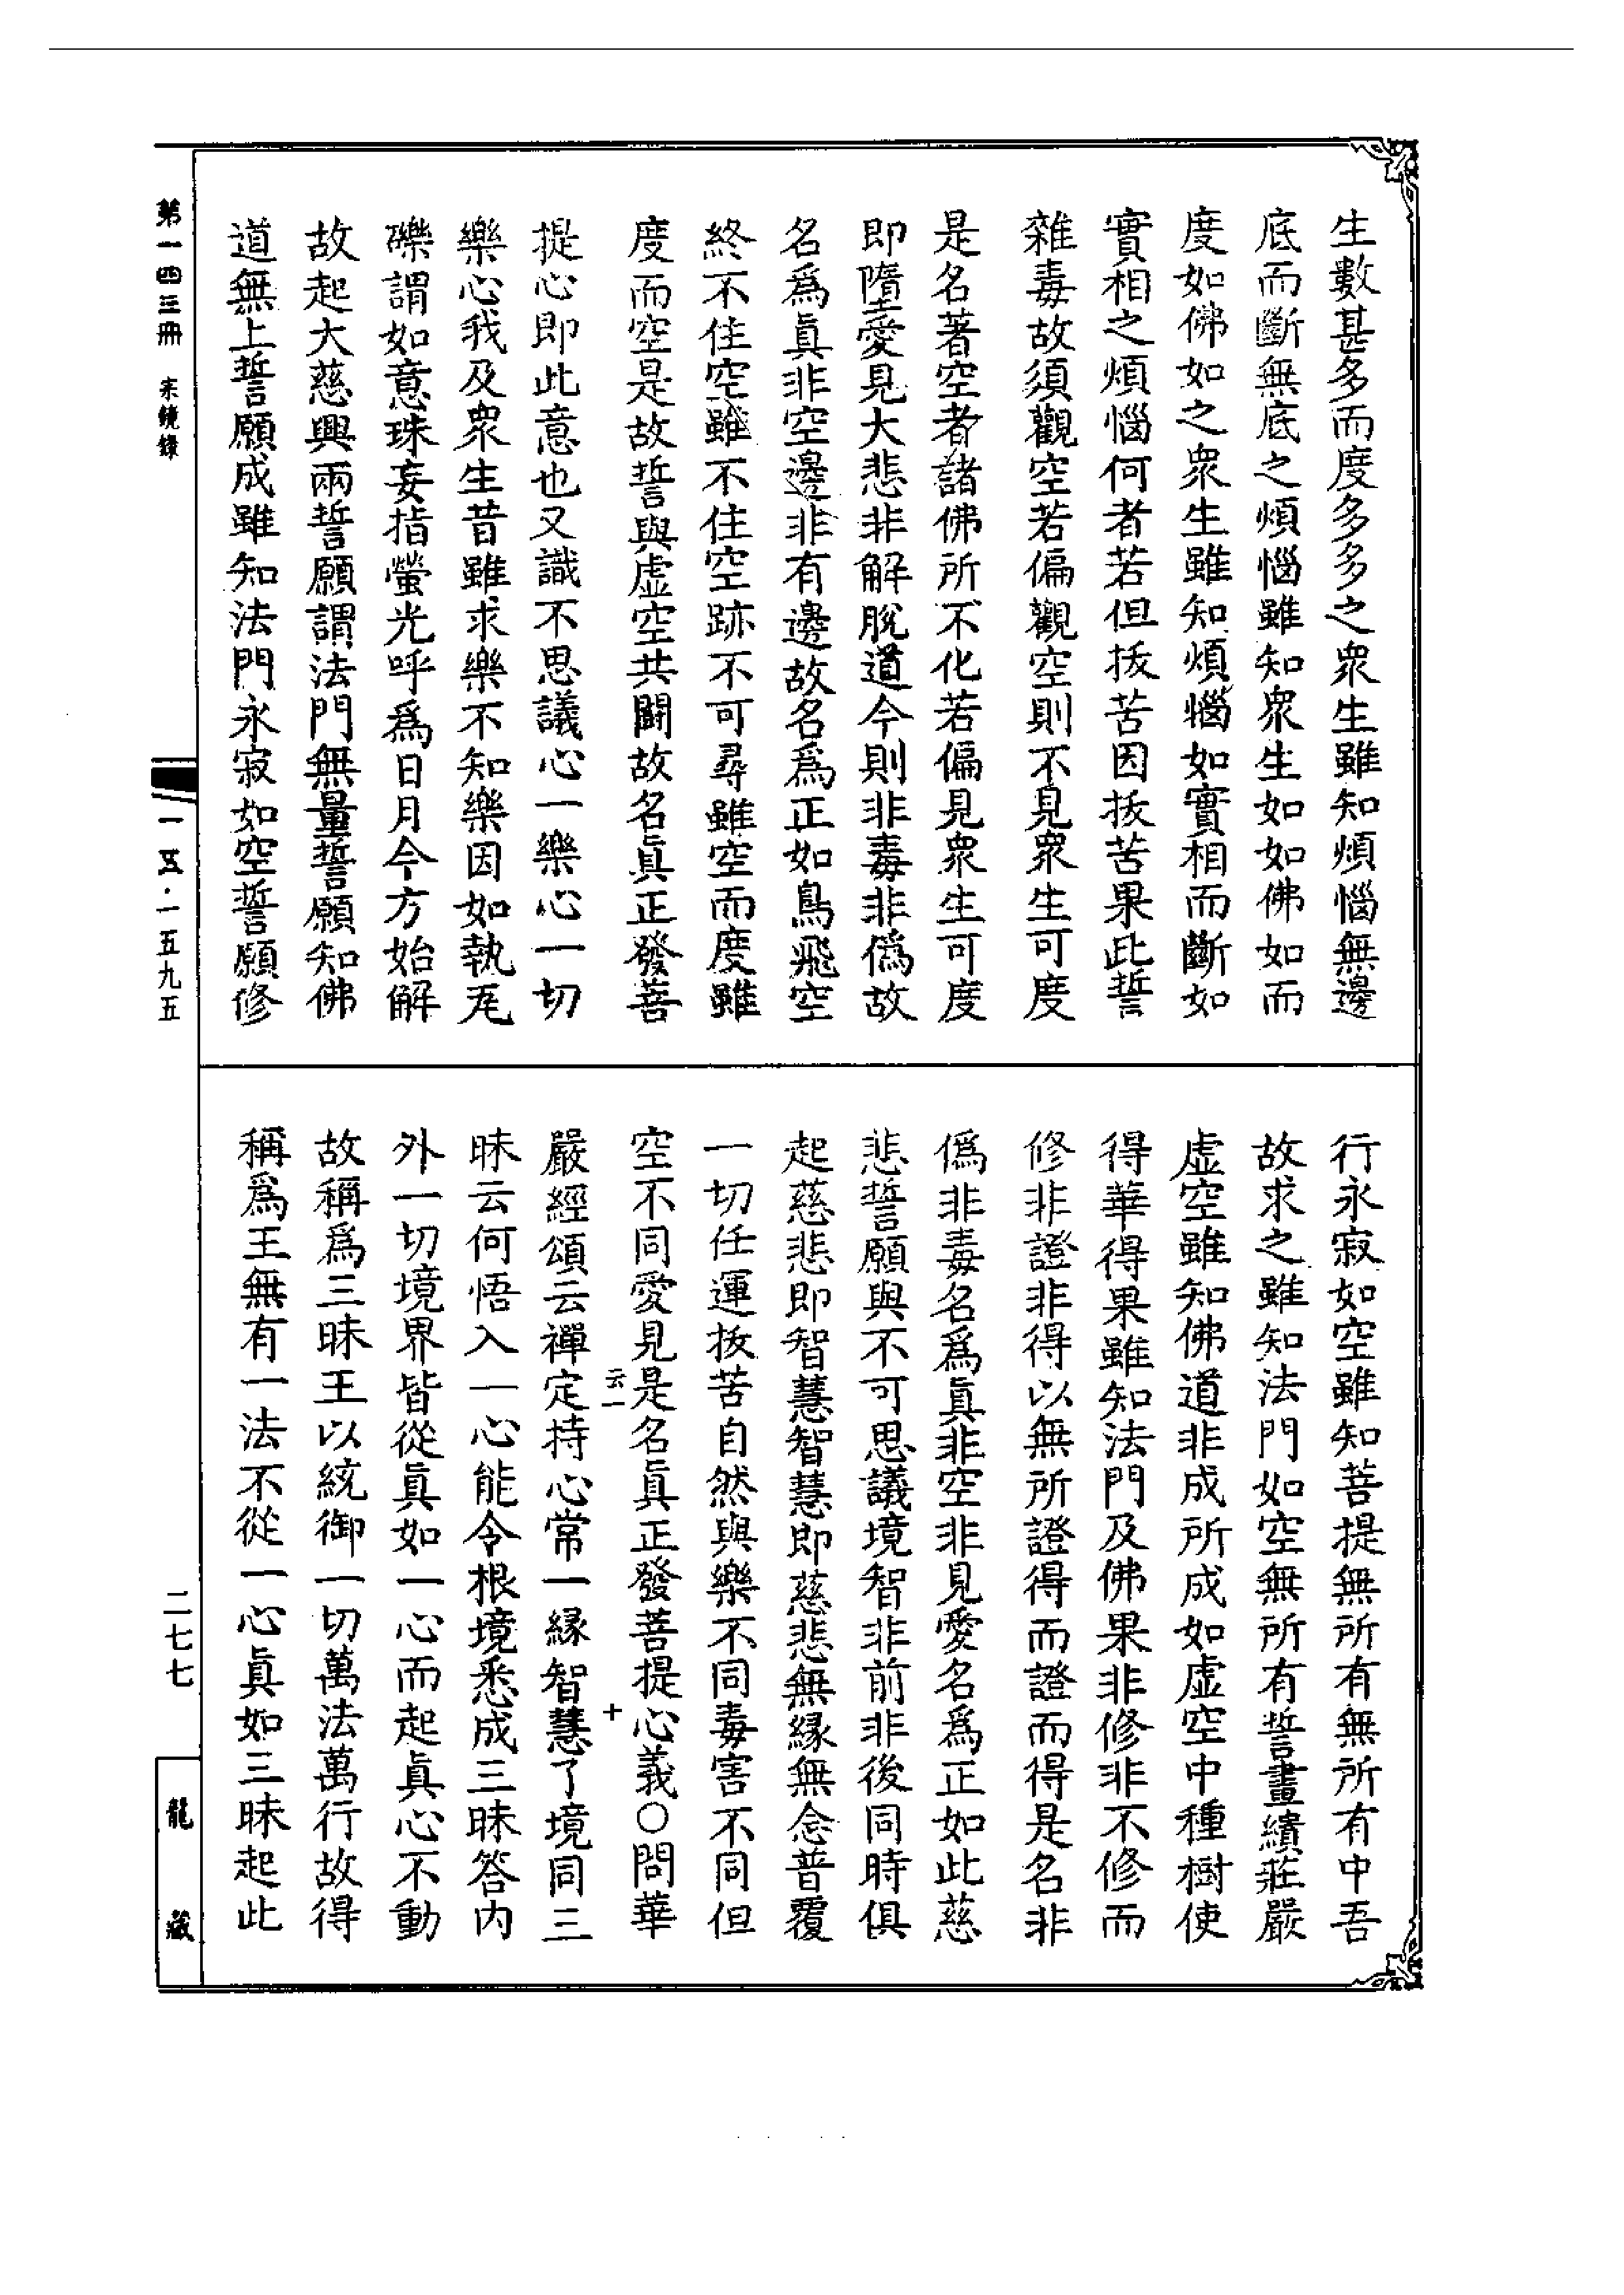 生數甚多而度多多之衆生雖知煩惱無邊
底而斷無底之煩惱雖知衆生如如佛如而
度如佛如之衆生雖知煩惱如實相而斷如
實相之煩惱何者若但拔苦因拔苦果此誓
雜毒故須觀空若偏觀空則不見衆生可度
是名著空者諸佛所不化若偏見衆生可度
即墮愛見大悲非解脫道今則非毒非僞故
名爲眞非空邊非有邊故名爲正如鳥飛空
終不住空雖不住空跡不可尋雖空而度雖
度而空是故誓與虛空共鬬故名眞正發菩
提心即此意也又識不思議心一樂心一切
樂心我及衆生昔雖求樂不知樂因如執瓦
礫謂如意珠妄指螢光呼爲日月今方始解
故起大慈興兩誓願謂法門無量誓願知佛
道無上誓願成雖知法門永寂如空誓願修
行永寂如空雖知菩提無所有無所有中吾
故求之雖知法門如空無所有誓畫繢莊嚴
虛空雖知佛道非成所成如虛空中種樹使
得華得果雖知法門及佛果非修非不修而
修非證非得以無所證得而證而得是名非
僞非毒名爲眞非空非見愛名爲正如此慈
悲誓願與不可思議境智非前非後同時俱
起慈悲即智慧智慧即慈悲無緣無念普覆
一切任運拔苦自然與樂不同毒害不同但
空不同愛見是名眞正發菩提心義○問華
云一
十
嚴經頌云禪定持心常一緣智慧了境同三
昧云何悟入一心能令根境悉成三昧答內
外一切境界皆從眞如一心而起眞心不動
故稱爲三昧王以統御一切萬法萬行故得
稱爲王無有一法不從一心眞如三昧起此
第一四三冊 宗鏡錄
一一五·一五九五
二七七
龍藏